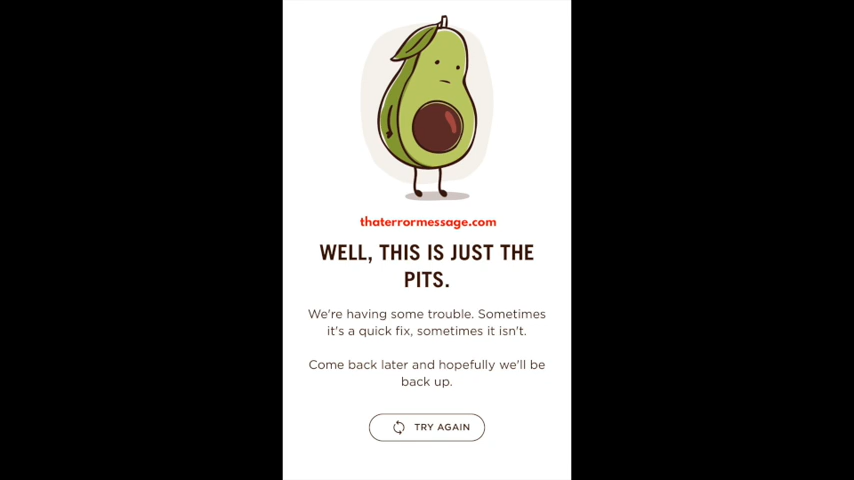 thaterrormessage.com
WELL, THIS IS JUST THE
PITS.
We're having some trouble. Sometimes
it's a quick fix, sometimes it isn't.
Come back later and hopefully we'll be
back up.
TRY AGAIN